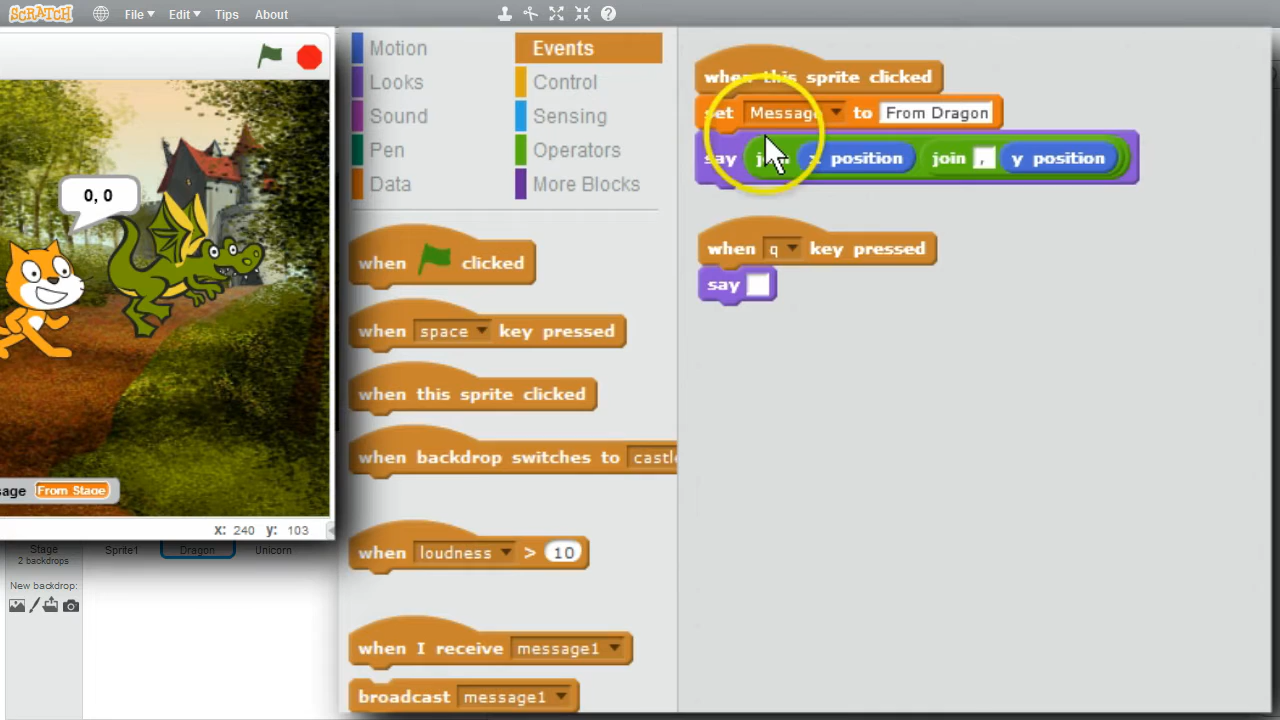 SCRATCH File Edit Tips About
Motion Events
Looks Control
Sound Sensing
Pen Operators
Data More Blocks
0, 0
sage From Stage
x: 240 y: 103
Stage
2 backdrops
Sprite1
Dragon
Unicorn
New backdrop:
when clicked
when space key pressed
when this sprite clicked
when backdrop switches to castle
when loudness > 10
when I receive message1
broadcast message1
when this sprite clicked
set Message to From Dragon
say join x position join , y position
when q key pressed
say